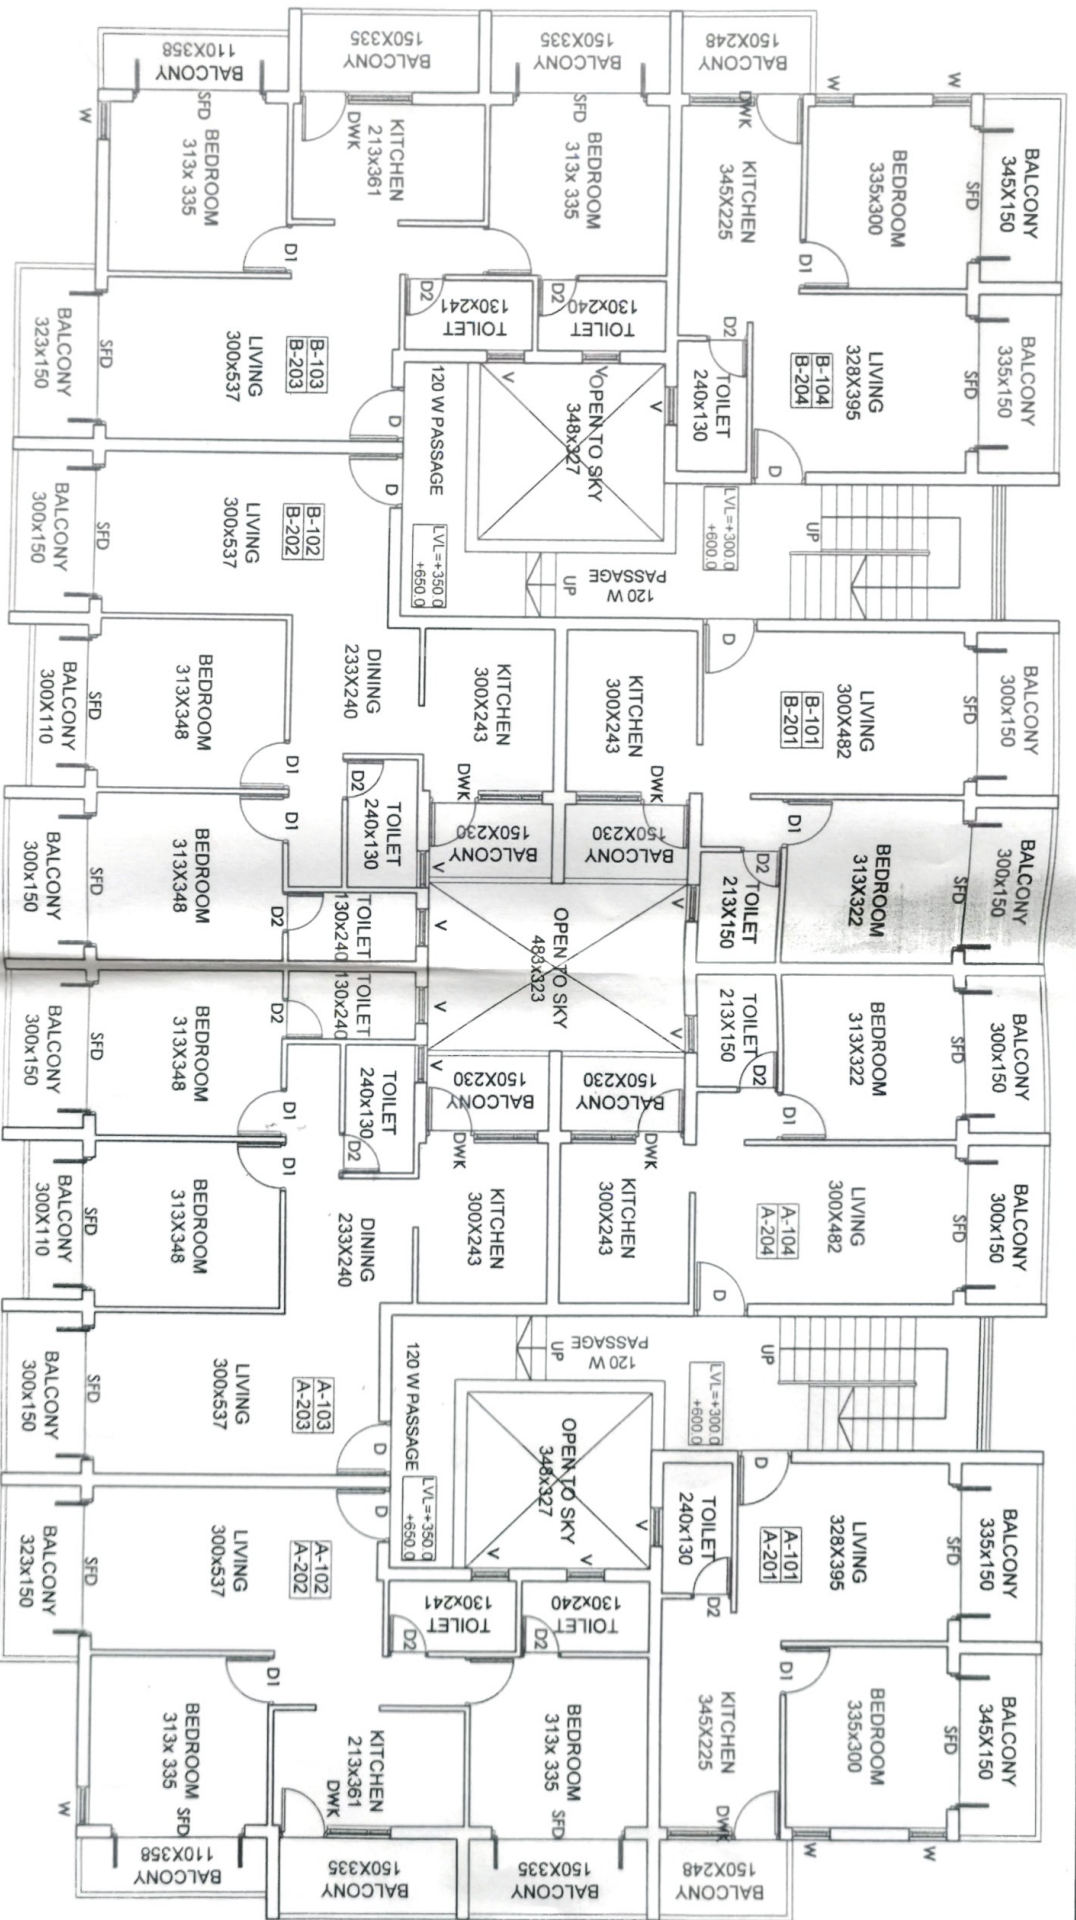 BALCONY
110X358
BALCONY
150X335
BALCONY
150X335
BALCONY
150X248
W
SFD
BEDROOM
313x 335
DWK
KITCHEN
213x361
SFD
BEDROOM
313x 335
DWK
KITCHEN
345X225
W
W
BEDROOM
335x300
SFD
BALCONY
345X150
D1
D2
TOILET
130x241
D2
TOILET
130x240
D1
BALCONY
323x150
SFD
LIVING
300x537
B-103
B-203
D
120 W PASSAGE
V
V
OPEN TO SKY
348x327
V
D2
TOILET
240x130
B-104
B-204
LIVING
328X395
SFD
BALCONY
335x150
D
BALCONY
300x150
SFD
LIVING
300x537
B-102
B-202
D
LVL=+350.0
+650.0
UP
120 W
PASSAGE
LVL=+300.0
+600.0
UP
BALCONY
300X110
SFD
BEDROOM
313X348
D1
DINING
233X240
KITCHEN
300X243
DWK
KITCHEN
300X243
DWK
D
B-101
B-201
LIVING
300X482
SFD
BALCONY
300x150
BALCONY
300x150
SFD
BEDROOM
313X348
D1
D2
TOILET
240x130
D2
TOILET
130x240
V
BALCONY
150X230
BALCONY
150X230
V
D2
TOILET
213X150
D1
BEDROOM
313X322
SFD
BALCONY
300x150
V
OPEN TO SKY
483x323
V
BALCONY
300x150
SFD
BEDROOM
313X348
D2
D1
TOILET
130x240
TOILET
240x130
D2
V
BALCONY
150X230
BALCONY
150X230
TOILET
213X150
D2
D1
BEDROOM
313X322
SFD
BALCONY
300x150
BALCONY
300X110
SFD
BEDROOM
313X348
D1
DINING
233X240
DWK
KITCHEN
300X243
DWK
KITCHEN
300X243
D
A-104
A-204
LIVING
300X482
SFD
BALCONY
300x150
BALCONY
300x150
SFD
LIVING
300x537
A-103
A-203
D
120 W PASSAGE
UP
120 W
PASSAGE
LVL=+300.0
+600.0
UP
LVL=+350.0
+650.0
OPEN TO SKY
348x327
V
V
V
BALCONY
323x150
SFD
LIVING
300x537
A-102
A-202
D
D2
TOILET
130x241
D2
TOILET
130x240
TOILET
240x130
D2
D
A-101
A-201
LIVING
328X395
SFD
BALCONY
335x150
D1
BEDROOM
313x 335
SFD
W
KITCHEN
213x361
DWK
BEDROOM
313x 335
SFD
KITCHEN
345X225
DWK
D1
BEDROOM
335x300
SFD
W
W
BALCONY
345X150
BALCONY
110X358
BALCONY
150X335
BALCONY
150X335
BALCONY
150X248